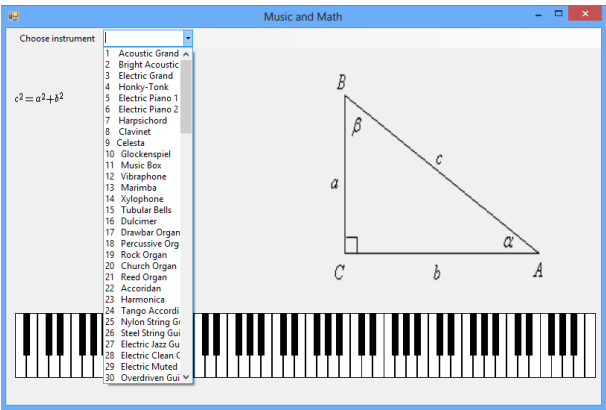 Music and Math
Choose instrument
1 Acoustic Grand
2 Bright Acoustic
3 Electric Grand
4 Honky-Tonk
5 Electric Piano 1
6 Electric Piano 2
7 Harpsichord
8 Clavinet
9 Celesta
10 Glockenspiel
11 Music Box
12 Vibraphone
13 Marimba
14 Xylophone
15 Tubular Bells
16 Dulcimer
17 Drawbar Organ
18 Percussive Org
19 Rock Organ
20 Church Organ
21 Reed Organ
22 Accoridan
23 Harmonica
24 Tango Accordi
25 Nylon String Gu
26 Steel String Gui
27 Electric Jazz Gu
28 Electric Clean G
29 Electric Muted
30 Overdriven Gui
c²=a²+b²
B
β
c
a
α
C
b
A